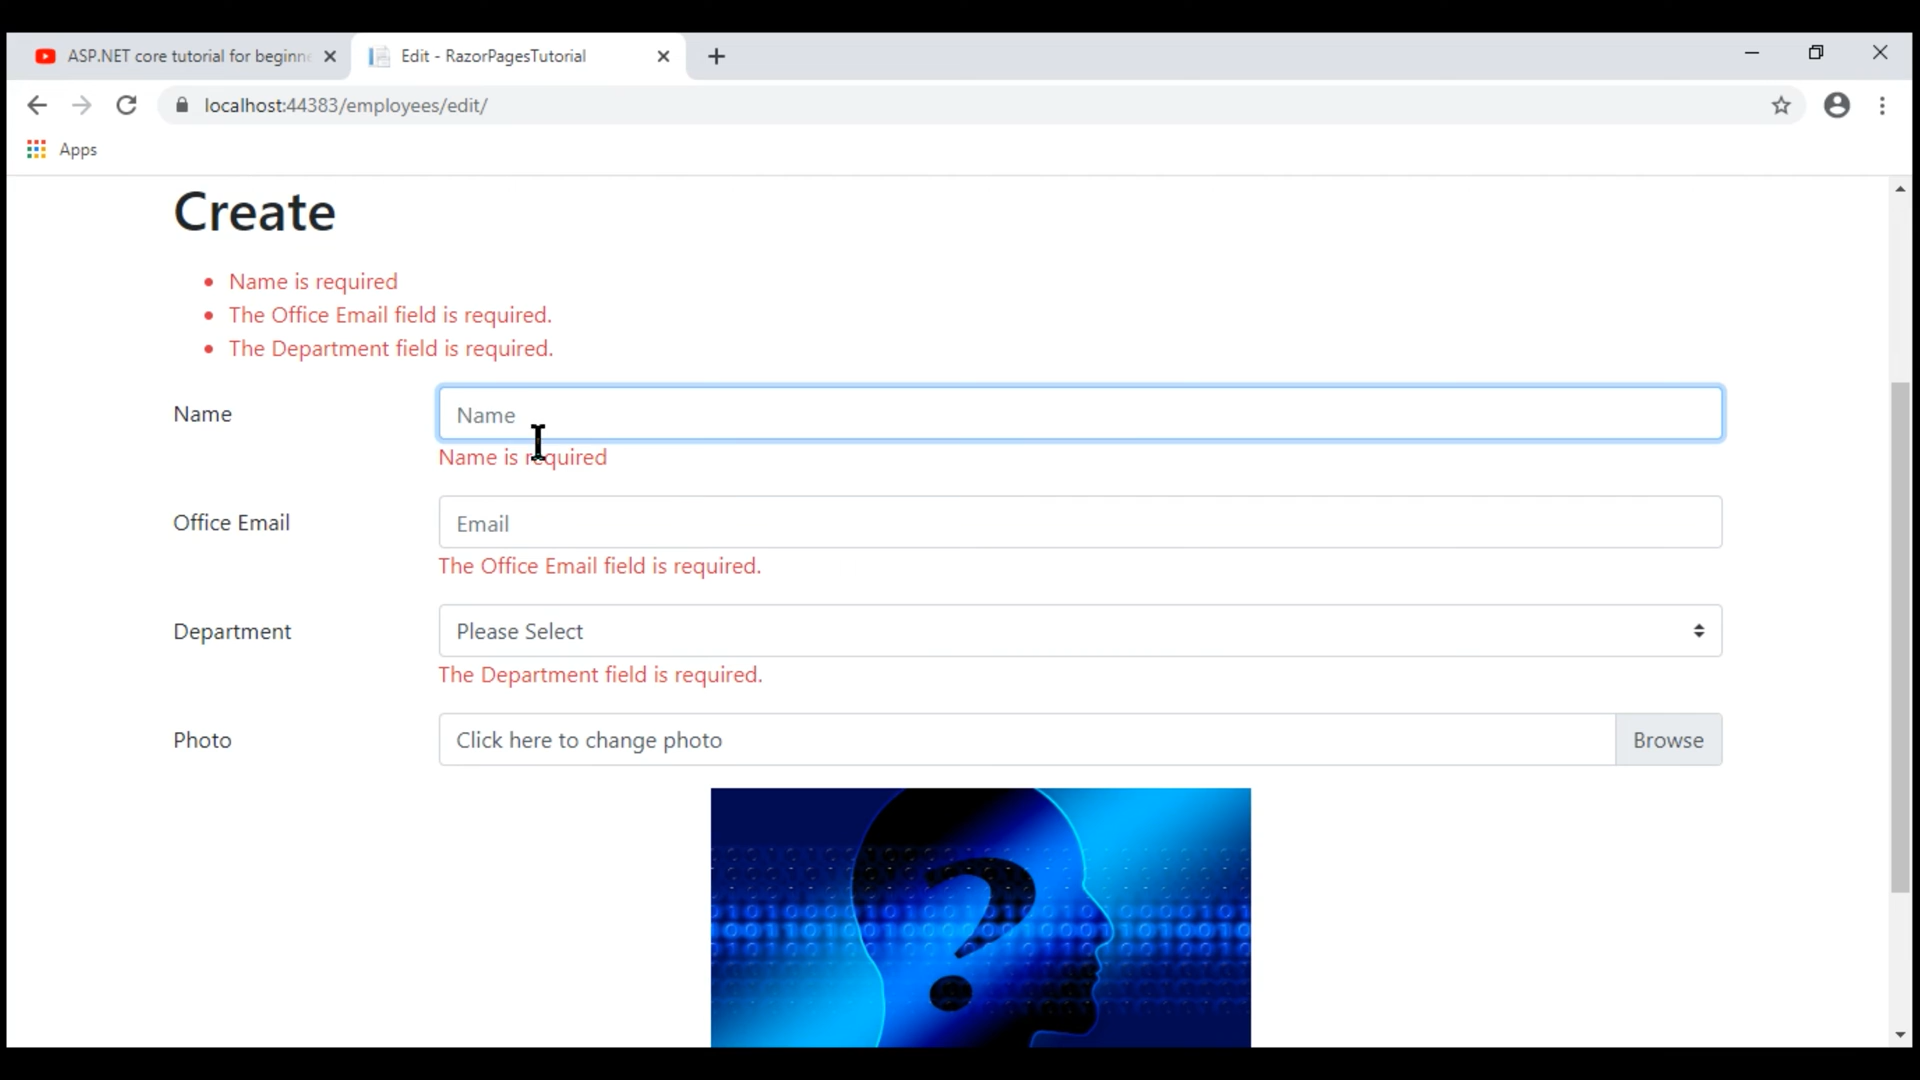 ASP.NET core tutorial for beginne
Edit - RazorPagesTutorial
localhost:44383/employees/edit/
Apps
Create
Name is required
The Office Email field is required.
The Department field is required.
Name
Name
Name is required
Office Email
Email
The Office Email field is required.
Department
Please Select
The Department field is required.
Photo
Click here to change photo
Browse